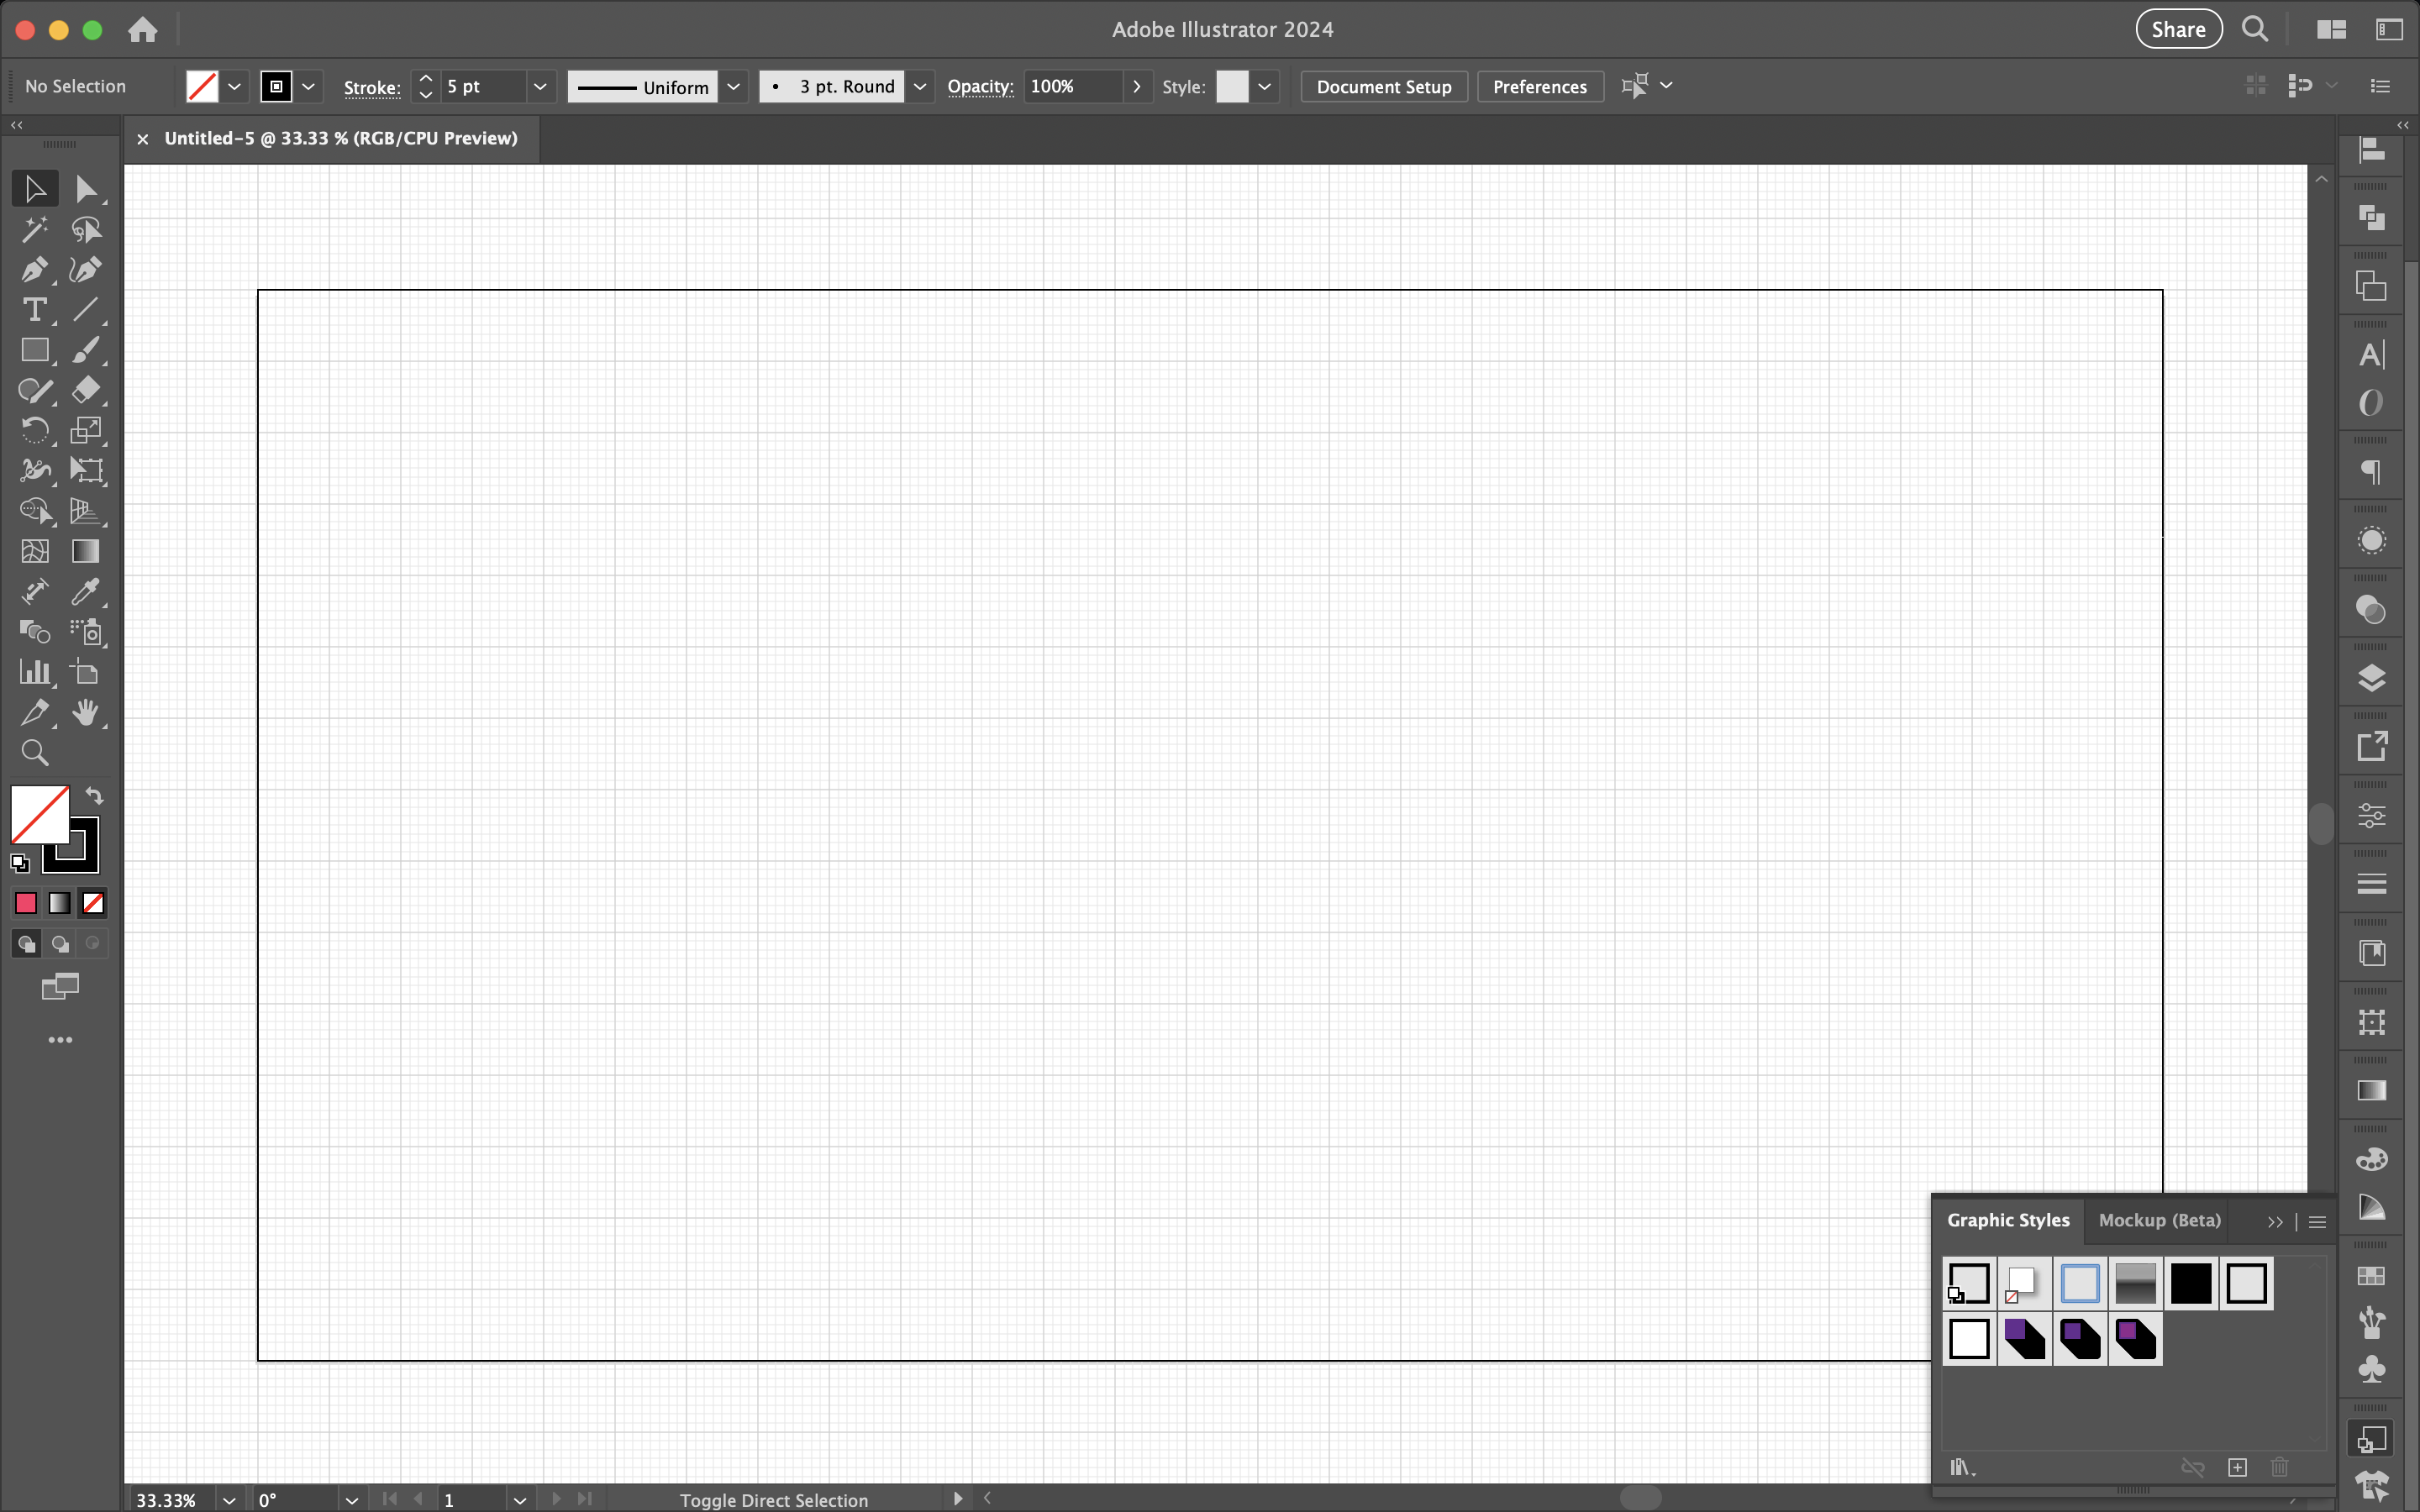 Adobe Illustrator 2024
Share
No Selection
Stroke:
5 pt
Uniform
3 pt. Round
Opacity:
100%
Style:
Document Setup
Preferences
Untitled-5 @ 33.33 % (RGB/CPU Preview)
Graphic Styles
Mockup (Beta)
33.33%
0°
1
Toggle Direct Selection